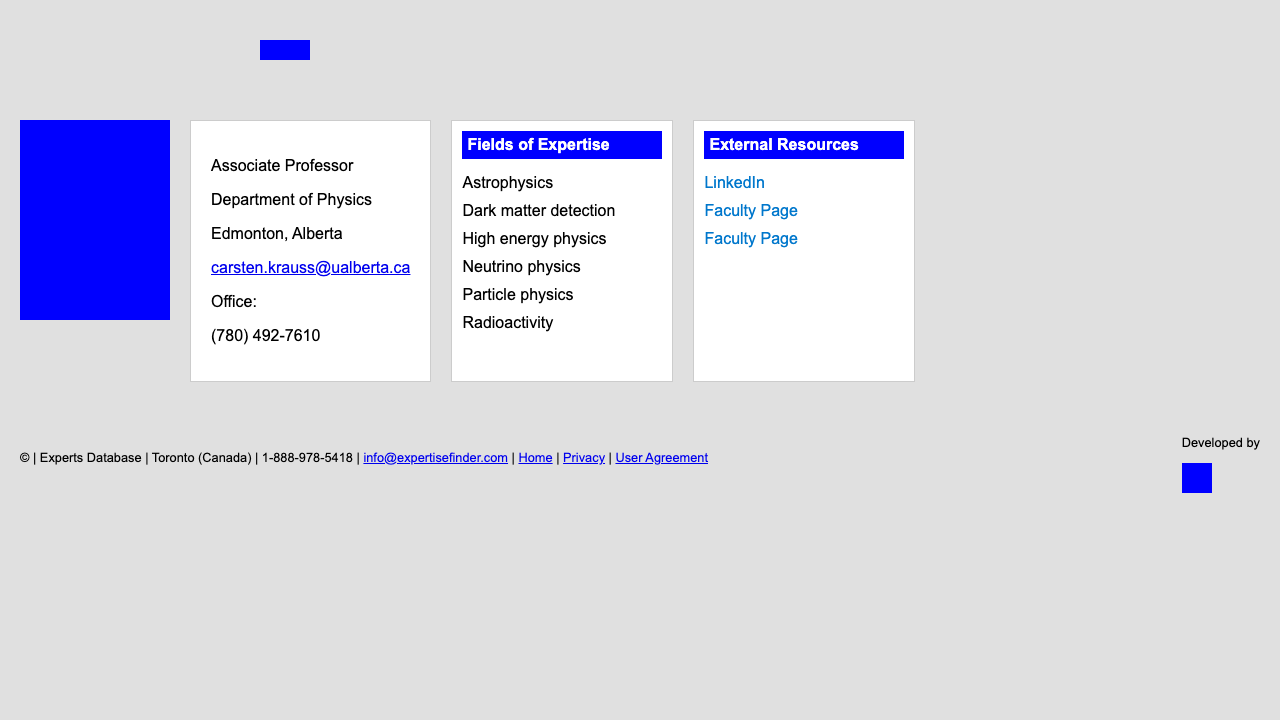 Associate Professor
Department of Physics
Edmonton, Alberta
carsten.krauss@ualberta.ca
Office:
(780) 492-7610
Fields of Expertise
Astrophysics
Dark matter detection
High energy physics
Neutrino physics
Particle physics
Radioactivity
External Resources
LinkedIn
Faculty Page
Faculty Page
© | Experts Database | Toronto (Canada) | 1-888-978-5418 | info@expertisefinder.com | Home | Privacy | User Agreement
Developed by